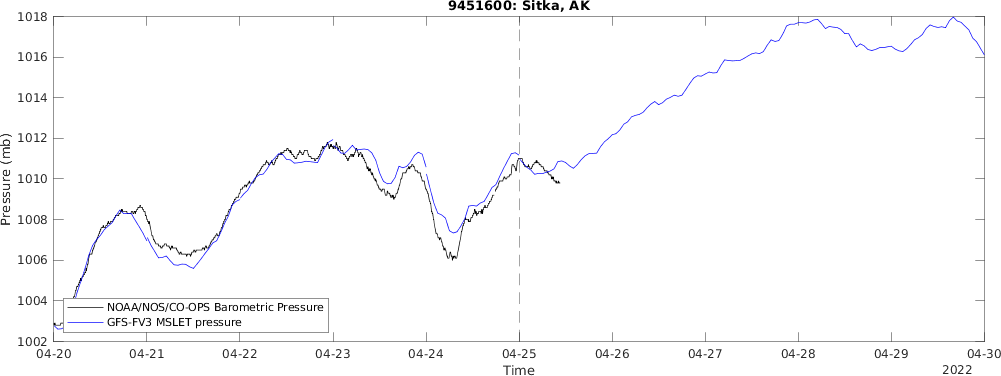 9451600: Sitka, AK
Pressure (mb)
1018
1016
1014
1012
1010
1008
1006
1004
1002
NOAA/NOS/CO-OPS Barometric Pressure
GFS-FV3 MSLET pressure
04-20 04-21 04-22 04-23 04-24 04-25 04-26 04-27 04-28 04-29 04-30
Time
2022